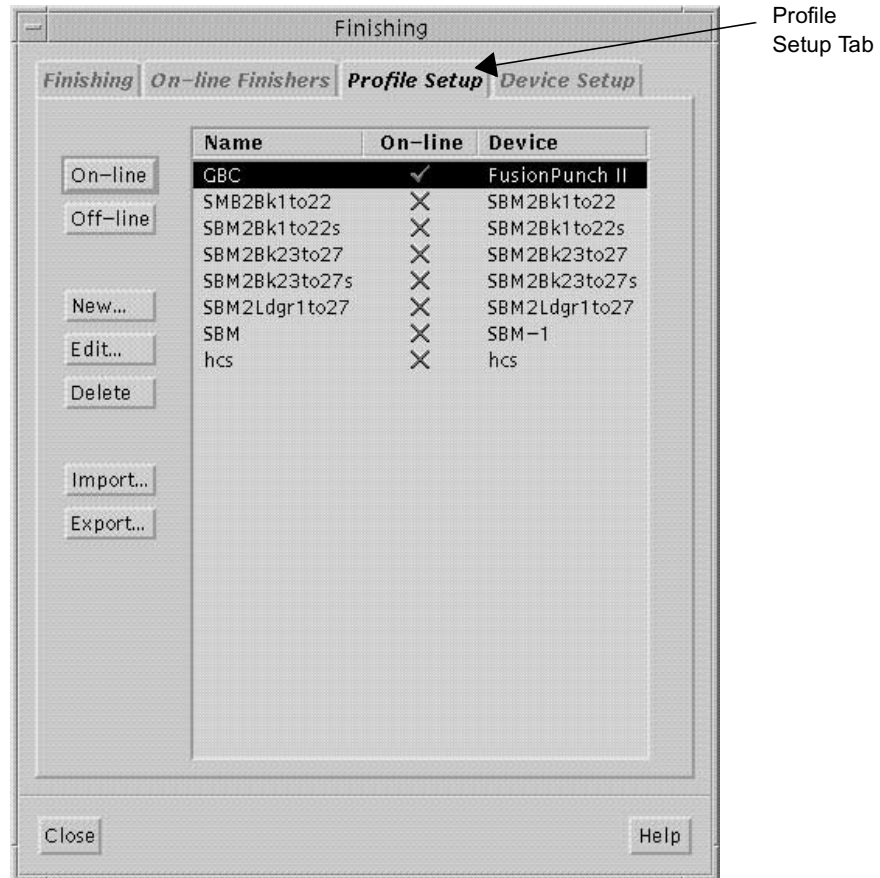 Finishing
Profile
Setup Tab
Finishing On-line Finishers Profile Setup Device Setup
Name On-line Device
On-line
Off-line
New...
Edit...
Delete
Import...
Export...
GBC FusionPunch II
SMB2Bk1to22 SBM2Bk1to22
SBM2Bk1to22s SBM2Bk1to22s
SBM2Bk23to27 SBM2Bk23to27
SBM2Bk23to27s SBM2Bk23to27s
SBM2Ldgr1to27 SBM2Ldgr1to27
SBM SBM-1
hcs hcs
Close Help